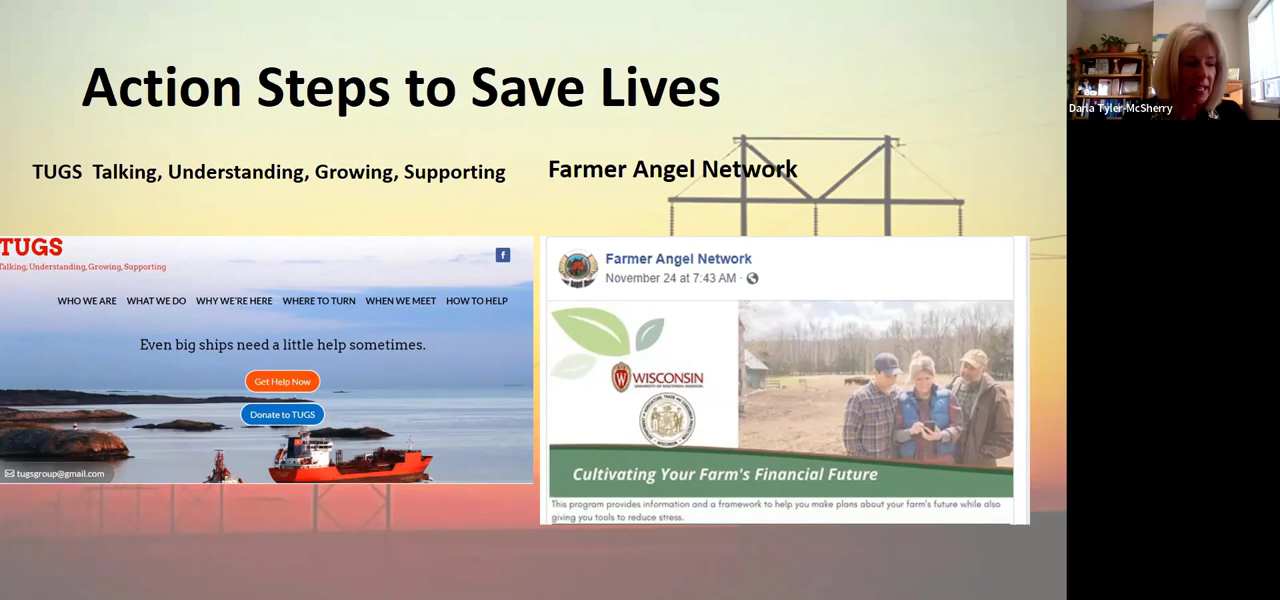 Action Steps to Save Lives
Darla Tyler-McSherry
TUGS Talking, Understanding, Growing, Supporting
Farmer Angel Network
TUGS
Talking, Understanding, Growing, Supporting
f
WHO WE ARE WHAT WE DO WHY WE'RE HERE WHERE TO TURN WHEN WE MEET HOW TO HELP
Even big ships need a little help sometimes.
Get Help Now
Donate to TUGS
tugsgroup@gmail.com
Farmer Angel Network
November 24 at 7:43 AM ·
W WISCONSIN
UNIVERSITY OF WISCONSIN-MADISON
Cultivating Your Farm's Financial Future
This program provides information and a framework to help you make plans about your farm's future while also
giving you tools to reduce stress.